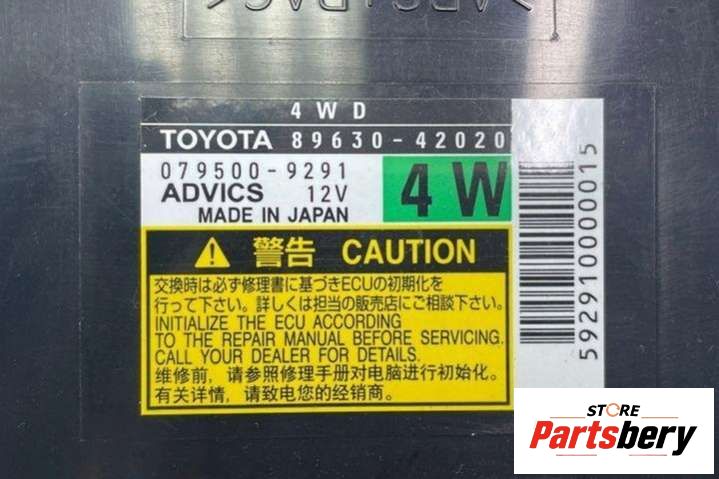 >ABS+PA6<
4WD
TOYOTA 89630-42020
079500-9291
ADVICS 12V
MADE IN JAPAN
4W
警告 CAUTION
交換時は必ず修理書に基づきECUの初期化を
行って下さい。詳しくは担当の販売店にご相談下さい。
INITIALIZE THE ECU ACCORDING
TO THE REPAIR MANUAL BEFORE SERVICING.
CALL YOUR DEALER FOR DETAILS.
维修前，请参照修理手册对电脑进行初始化。
有关详情，请致电您的经销商。
592910000015
STORE
Partsbery